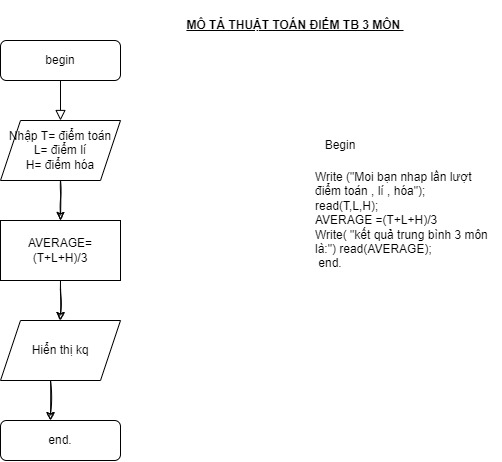 MÔ TẢ THUẬT TOÁN ĐIỂM TB 3 MÔN
begin
Nhập T= điểm toán
L= điểm lí
H= điểm hóa
AVERAGE=
(T+L+H)/3
Hiển thị kq
end.
Begin
Write ("Moi bạn nhap lần lượt
điểm toán , lí , hóa");
read(T,L,H);
AVERAGE =(T+L+H)/3
Write( "kết quả trung bình 3 môn
là:") read(AVERAGE);
end.